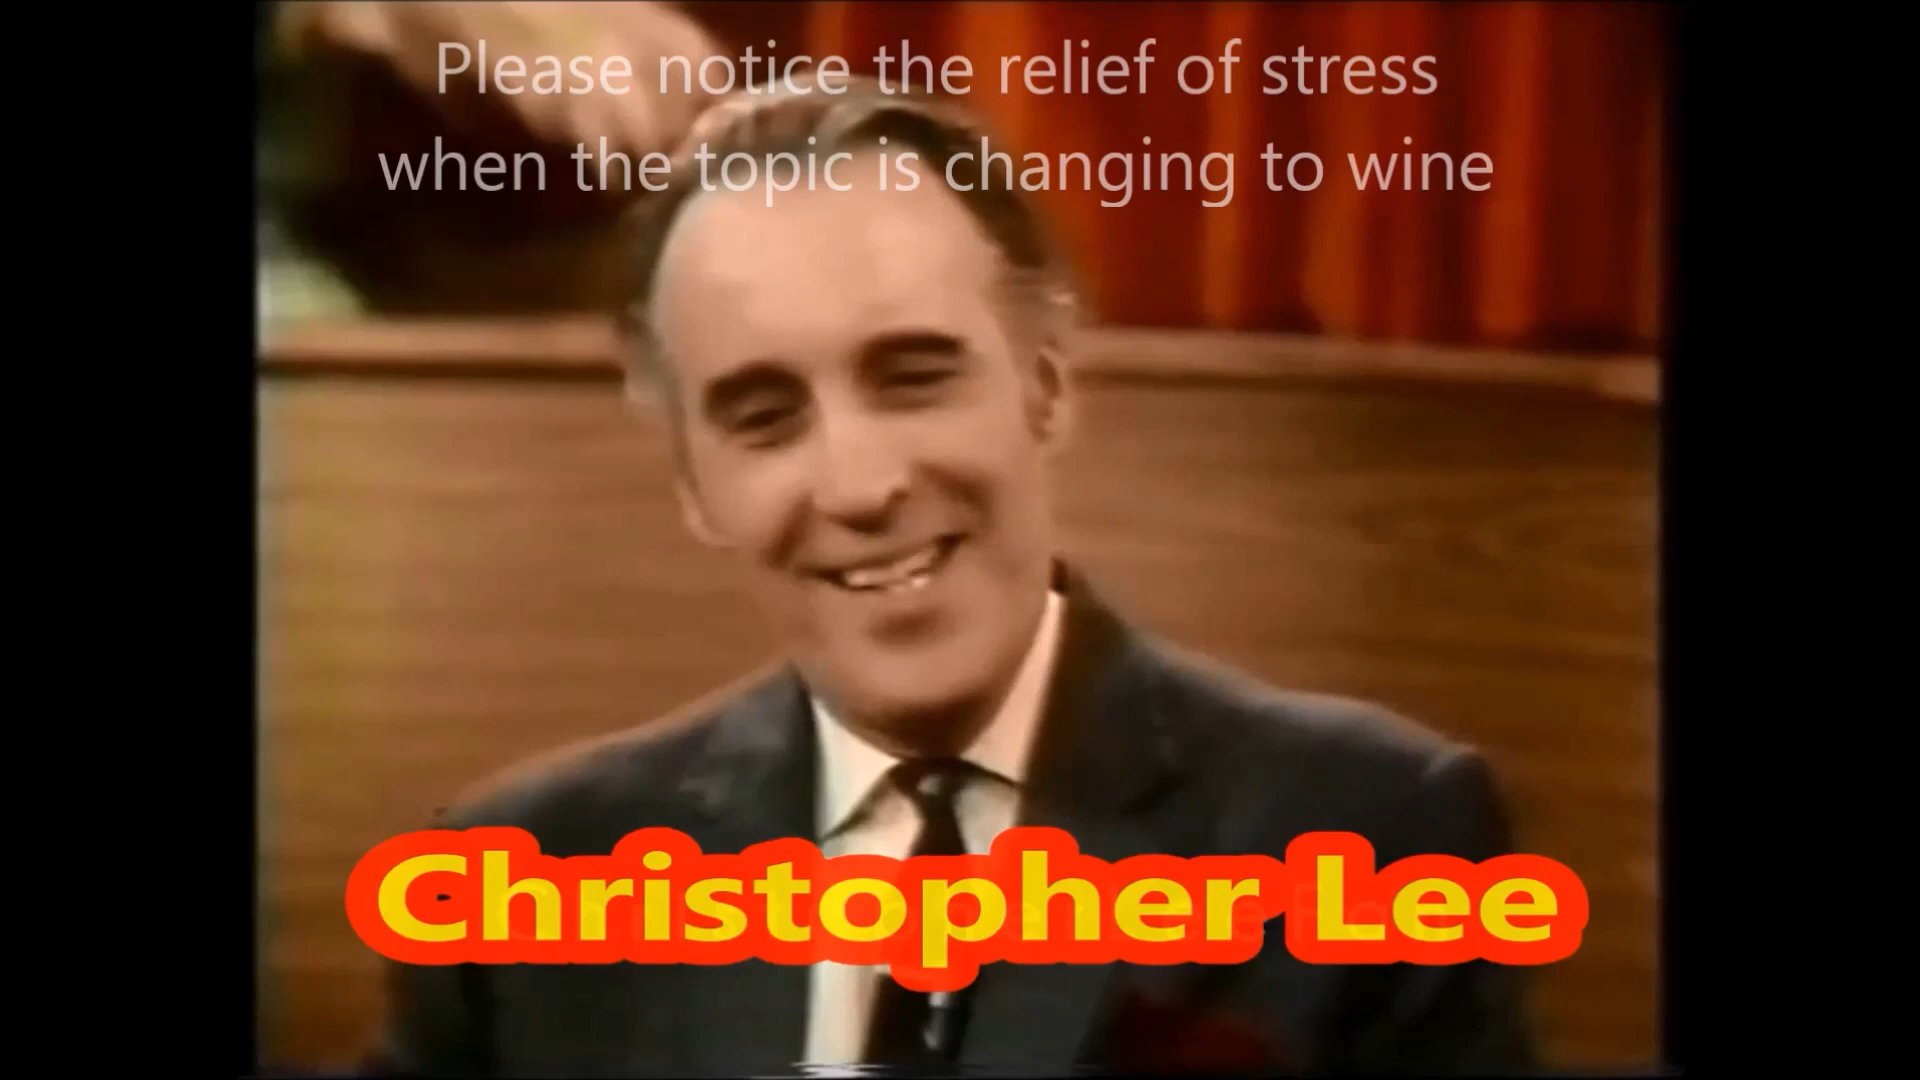 Please notice the relief of stress
when the topic is changing to wine
Christopher Lee